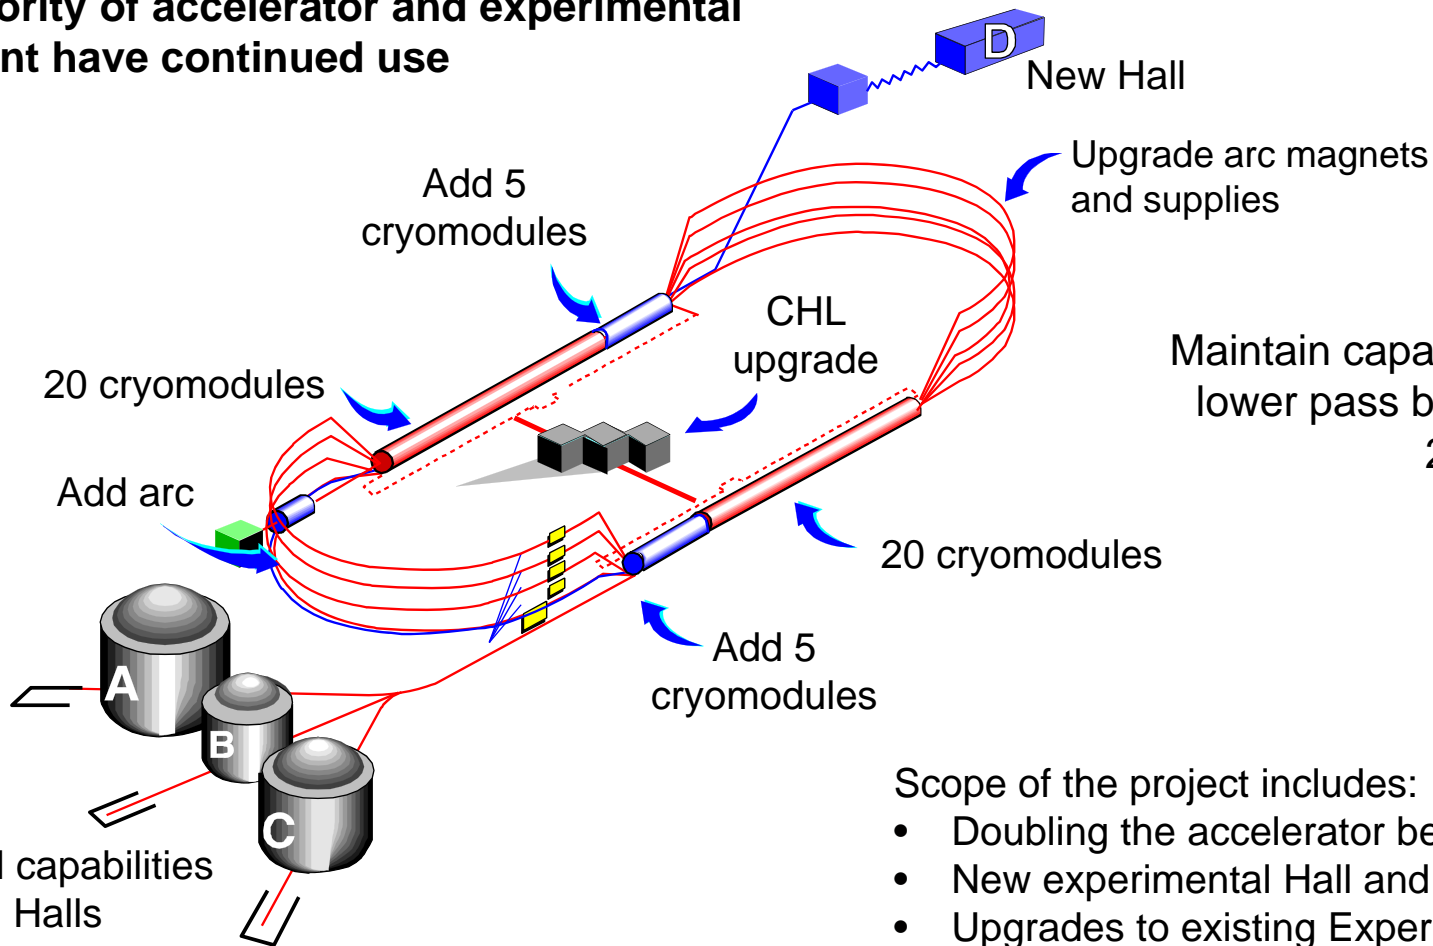 ority of accelerator and experimental
nt have continued use
D
New Hall
Upgrade arc magnets
and supplies
Add 5
cryomodules
CHL
upgrade
20 cryomodules
Maintain capa
lower pass b
2
Add arc
20 cryomodules
Add 5
cryomodules
A
B
C
l capabilities
Halls
Scope of the project includes:
• Doubling the accelerator be
• New experimental Hall and
• Upgrades to existing Exper